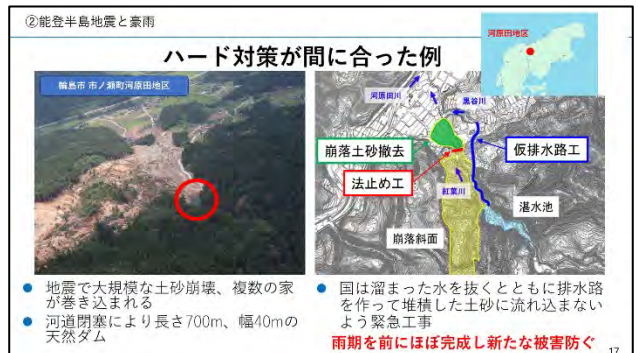 ②能登半島地震と豪雨
ハード対策が間に合った例
河原田地区
輪島市 市ノ瀬町河原田地区
河原田川
黒谷川
崩落土砂撤去
仮排水路工
法止め工
紅葉川
湛水池
崩落斜面
● 地震で大規模な土砂崩壊、複数の家
が巻き込まれる
● 河道閉塞により長さ700m、幅40mの
天然ダム
● 国は溜まった水を抜くとともに排水路
を作って堆積した土砂に流れ込まない
よう緊急工事
雨期を前にほぼ完成し新たな被害防ぐ
17